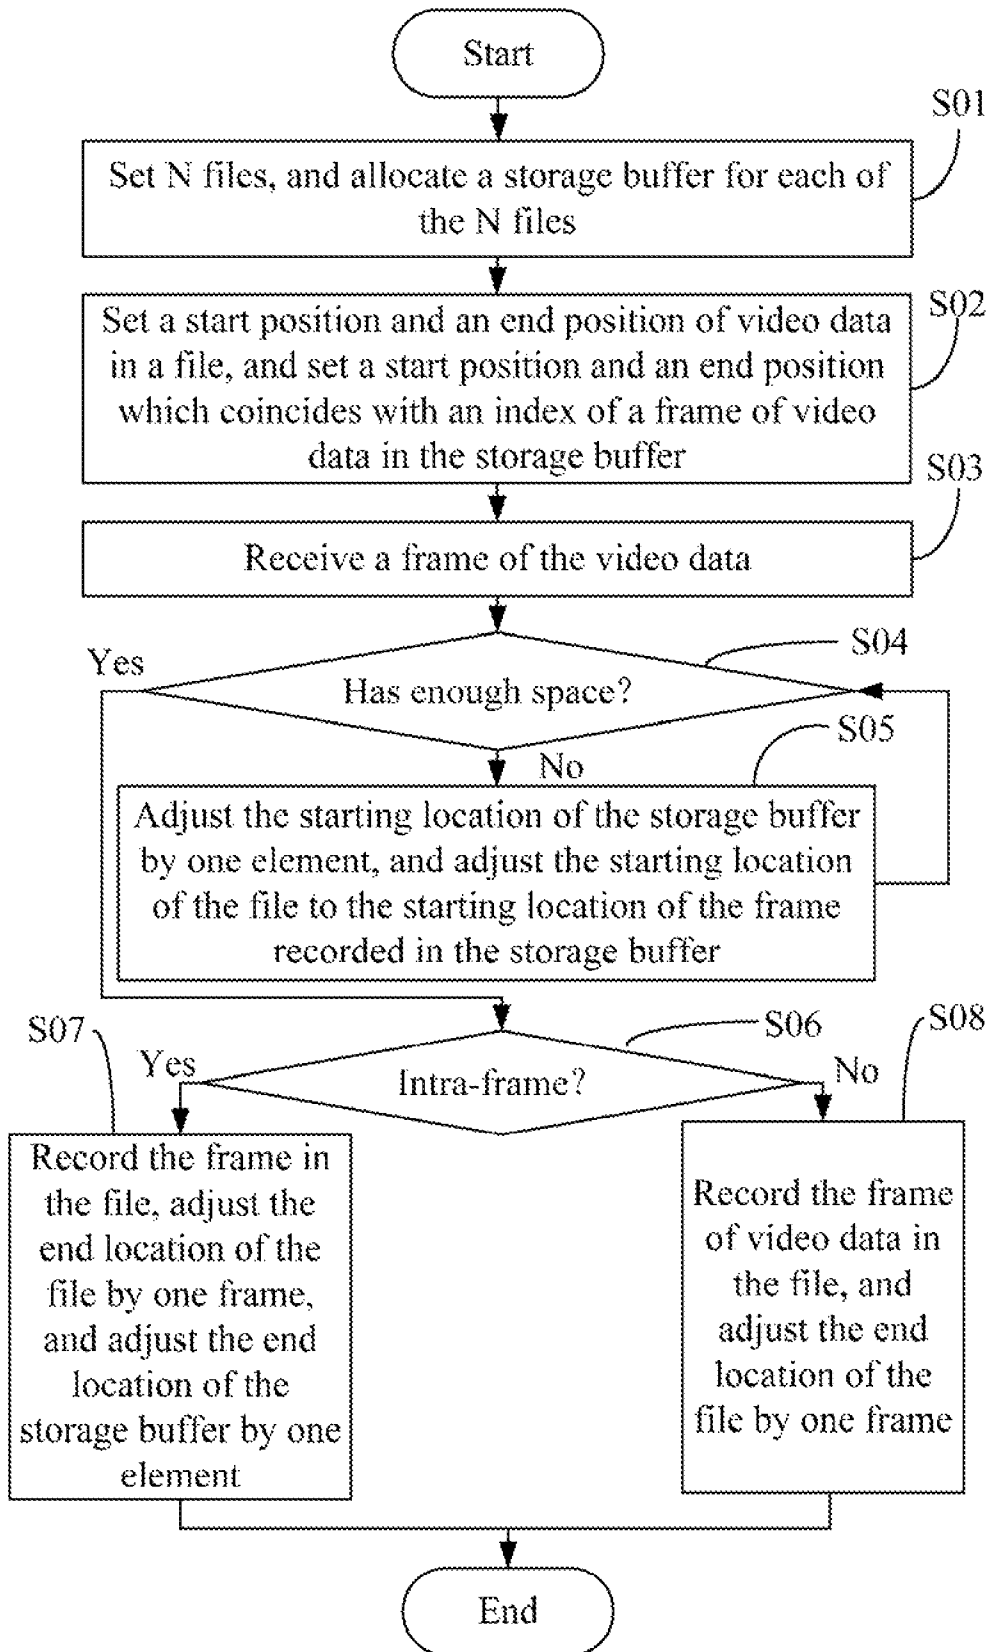 Start
S01
Set N files, and allocate a storage buffer for each of
the N files
S02
Set a start position and an end position of video data
in a file, and set a start position and an end position
which coincides with an index of a frame of video
data in the storage buffer
S03
Receive a frame of the video data
S04
Yes
Has enough space?
S05
No
Adjust the starting location of the storage buffer
by one element, and adjust the starting location
of the file to the starting location of the frame
recorded in the storage buffer
S07
S06
S08
Yes
Intra-frame?
No
Record the frame in
the file, adjust the
end location of the
file by one frame,
and adjust the end
location of the
storage buffer by one
element
Record the frame
of video data in
the file, and
adjust the end
location of the
file by one frame
End